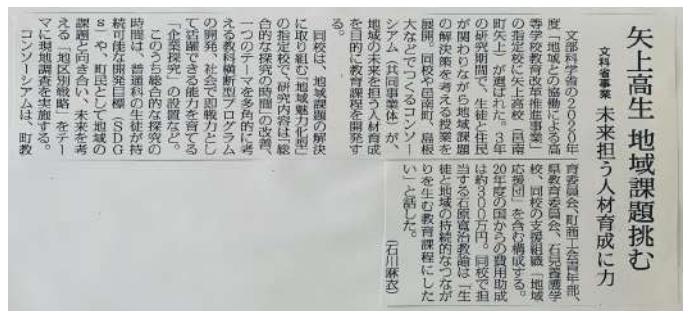 矢上高生 地域課題挑む
文科省事業 未来担う人材育成に力
文部科学省の2020年
度「地域との協働による高
等学校教育改革推進事業」
の指定校に矢上高校(邑南
町矢上)が選ばれた。3年
の研究期間で、生徒と住民
が関わりながら地域課題
の解決策を考える授業を
展開。同校や邑南町、島根
大などでつくるコンソー
シアム(共同事業体)が、
地域の未来を担う人材育成
を目的に教育課程を開発す
る。
同校は、地域課題の解決
に取り組む「地域魅力化型」
の指定校で、研究内容は「総
合的な探究の時間」の改善、
一つのテーマを多角的に考
える教科横断型プログラム
の開発、社会で即戦力とし
て活躍できる能力を育てる
「企業探究」の設置など。
このうち総合的な探究の
時間は、普通科の生徒が持
続可能な開発目標(SDG
s)や、町民として地域の
課題と向き合い、未来を考
える「地区別戦略」をテー
マに現地調査を実施する。
コンソーシアムは、町教
育委員会、町商工会青年部、
県教育委員会、石見養護学
校、同校の支援組織「地域
応援団」を含む構成する。
20年度の国からの費用助成
は約300万円。同校で担
当する石原寛治教諭は「生
徒と地域の持続的なつなが
りを生む教育課程にした
い」と話した。
(石川麻衣)